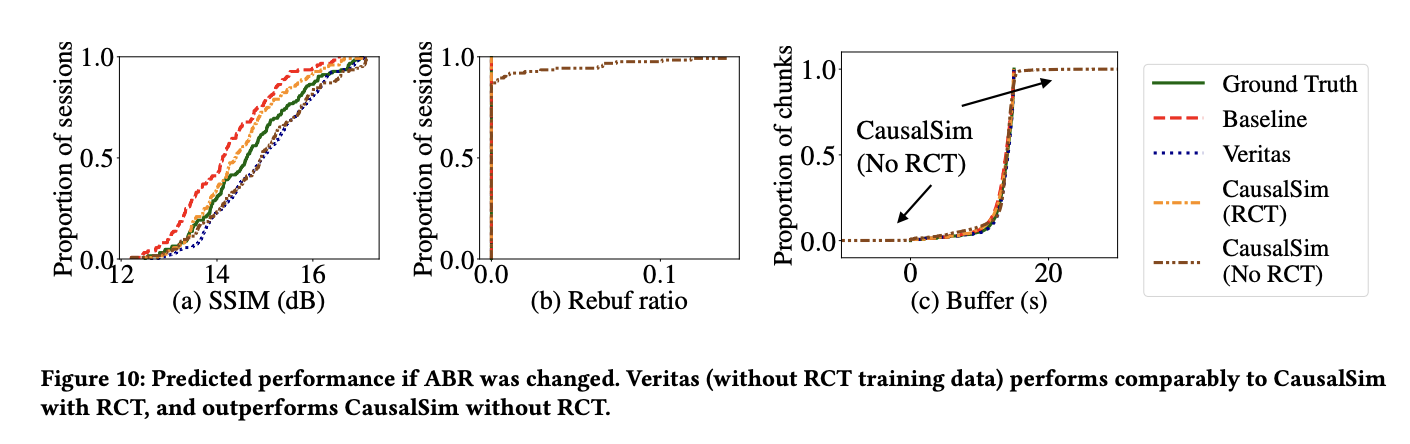 Proportion of sessions
1.0
0.5
0.0
12
14
16
(a) SSIM (dB)
Proportion of sessions
1.0
0.5
0.0
0.0
0.1
(b) Rebuf ratio
Proportion of chunks
1.0
0.5
0.0
CausalSim
(No RCT)
0
20
(c) Buffer (s)
Ground Truth
Baseline
Veritas
CausalSim
(RCT)
CausalSim
(No RCT)
Figure 10: Predicted performance if ABR was changed. Veritas (without RCT training data) performs comparably to CausalSim
with RCT, and outperforms CausalSim without RCT.